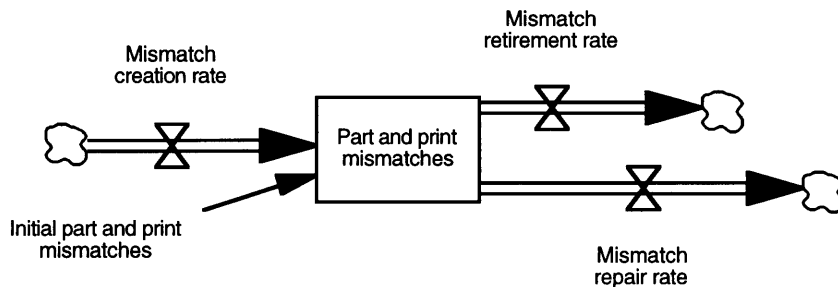 Mismatch
creation rate
Mismatch
retirement rate
Part and print
mismatches
Initial part and print
mismatches
Mismatch
repair rate